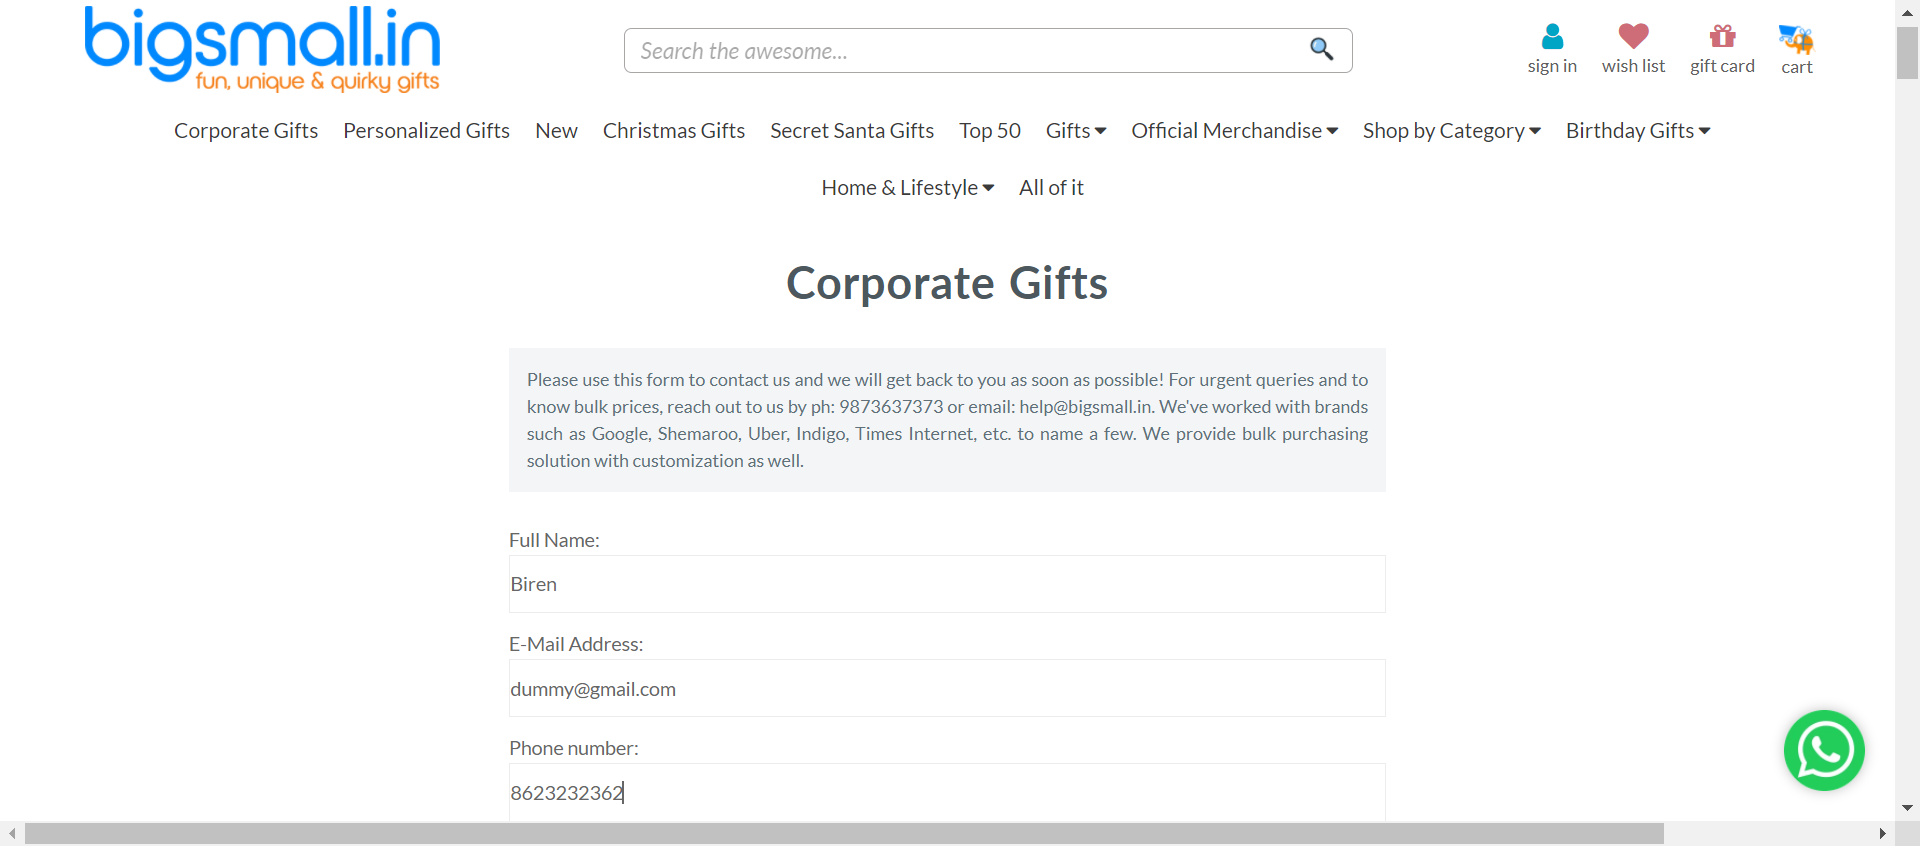 bigsmall.in
fun, unique & quirky gifts
Search the awesome...
sign in
wish list
gift card
cart
Corporate Gifts Personalized Gifts New Christmas Gifts Secret Santa Gifts Top 50 Gifts Official Merchandise Shop by Category Birthday Gifts
Home & Lifestyle All of it
Corporate Gifts
Please use this form to contact us and we will get back to you as soon as possible! For urgent queries and to
know bulk prices, reach out to us by ph: 9873637373 or email: help@bigsmall.in. We've worked with brands
such as Google, Shemaroo, Uber, Indigo, Times Internet, etc. to name a few. We provide bulk purchasing
solution with customization as well.
Full Name:
Biren
E-Mail Address:
dummy@gmail.com
Phone number:
8623232362